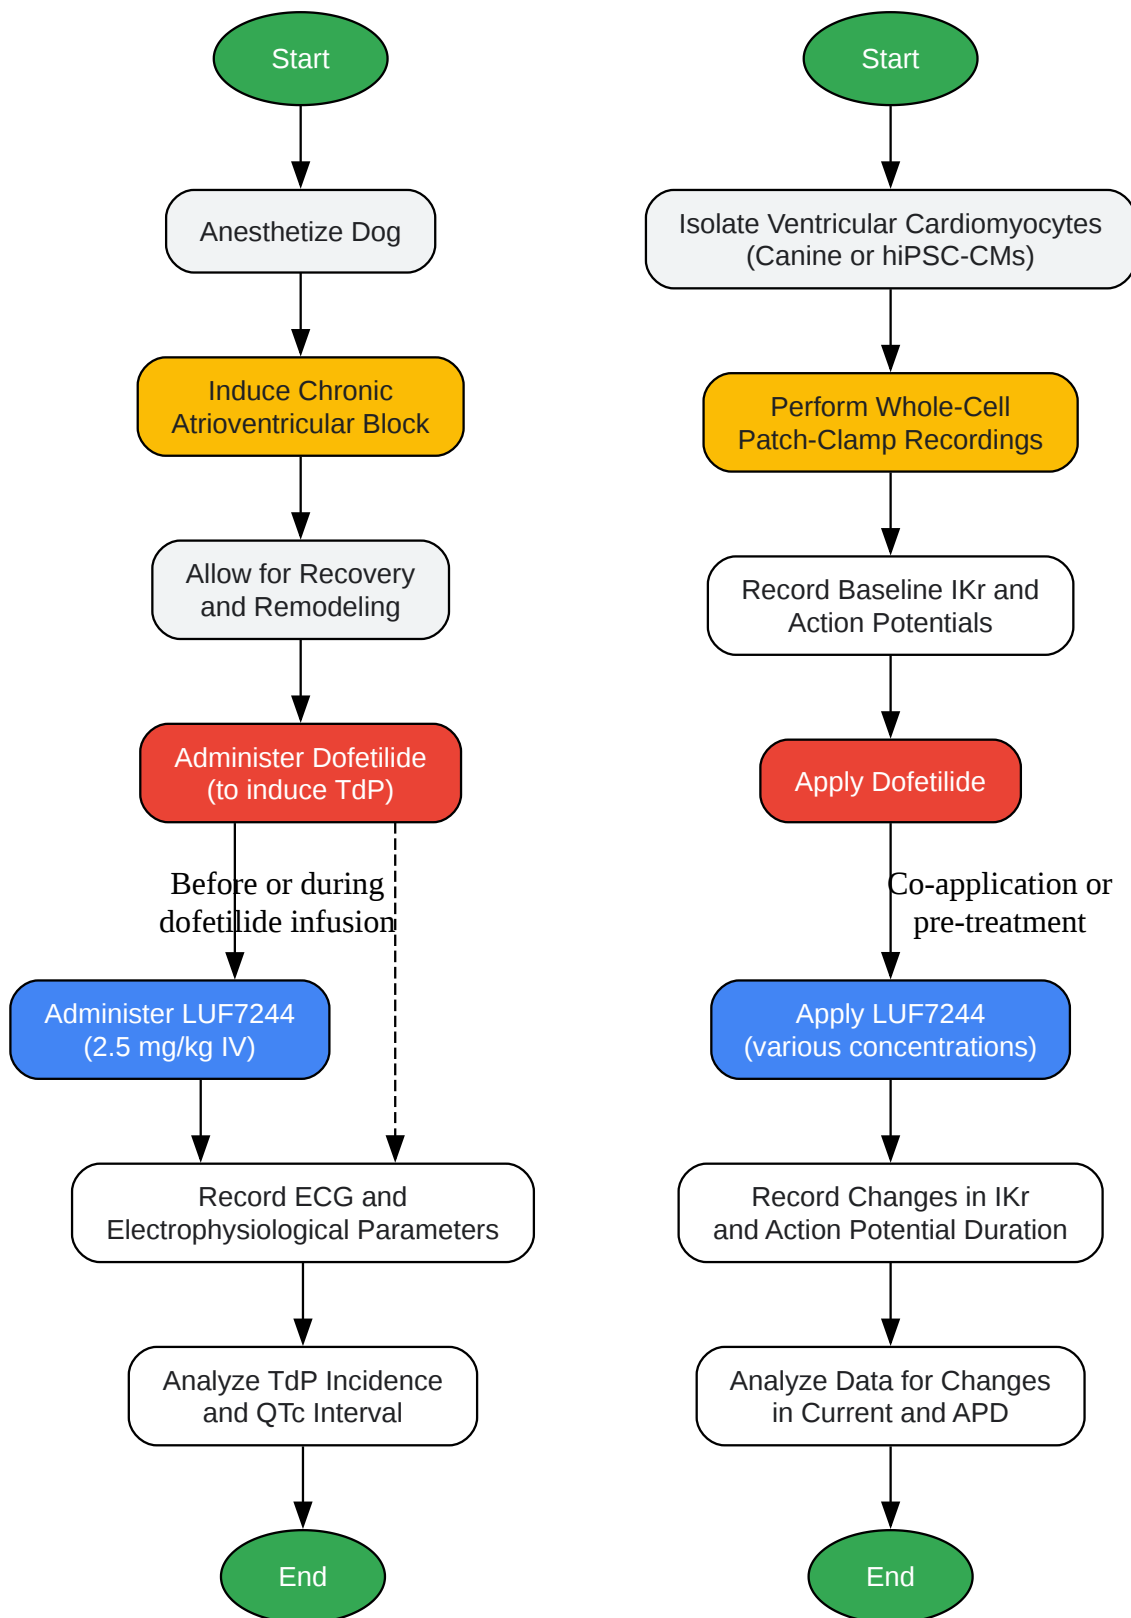 Start
Anesthetize Dog
Induce Chronic
Atrioventricular Block
Allow for Recovery
and Remodeling
Administer Dofetilide
(to induce TdP)
Before or during
dofetilide infusion
Administer LUF7244
(2.5 mg/kg IV)
Record ECG and
Electrophysiological Parameters
Analyze TdP Incidence
and QTc Interval
End
Start
Isolate Ventricular Cardiomyocytes
(Canine or hiPSC-CMs)
Perform Whole-Cell
Patch-Clamp Recordings
Record Baseline IKr and
Action Potentials
Apply Dofetilide
Co-application or
pre-treatment
Apply LUF7244
(various concentrations)
Record Changes in IKr
and Action Potential Duration
Analyze Data for Changes
in Current and APD
End